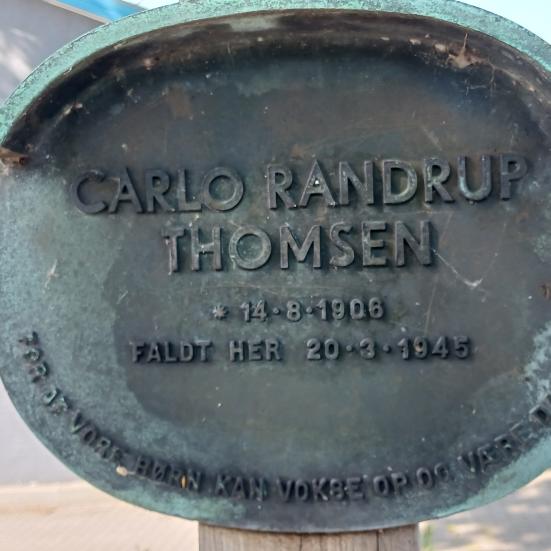 CARLO RANDRUP
THOMSEN
* 14·8·1906
FALDT HER 20·3·1945
FOR AT VORE BØRN KAN VOKSE OP OG VÆRE